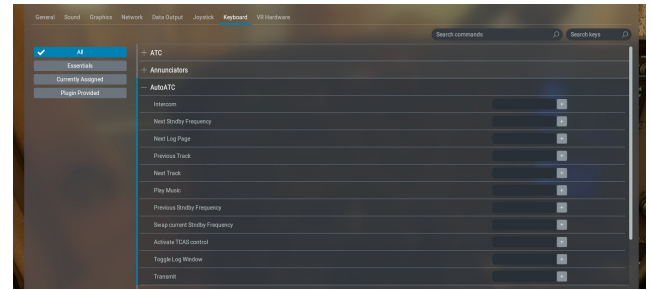 General Sound Graphics Network Data Output Joystick Keyboard VR Hardware
Search commands Search keys
All
Essentials
Currently Assigned
Plugin Provided
+ ATC
+ Annunciators
— AutoATC
Intercom +
Next Stndby Frequency +
Next Log Page +
Previous Track +
Next Track +
Play Music +
Previous Stndby Frequency +
Swap current Stndby Frequency +
Activate TCAS control +
Toggle Log Window +
Transmit +